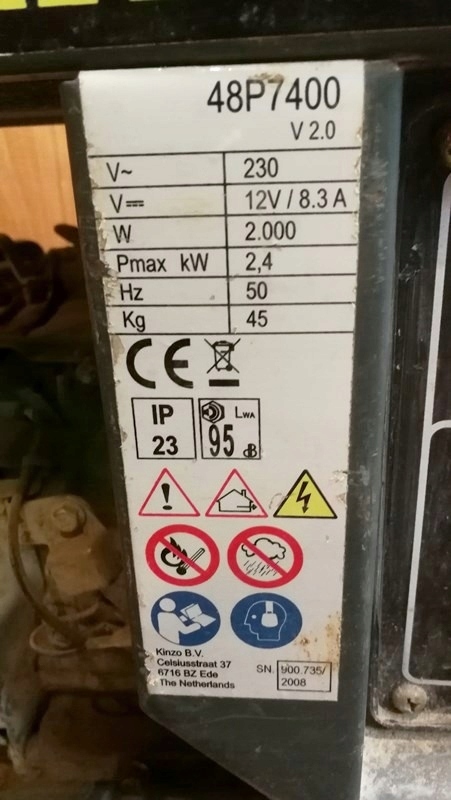 48P7400
V 2.0
V~ 230
V⎓ 12V / 8.3 A
W 2.000
Pmax kW 2,4
Hz 50
Kg 45
CE
IP
23
LWA
95 dB
Kinzo B.V.
Celsiusstraat 37
6716 BZ Ede
The Netherlands
SN. 900.735/
2008